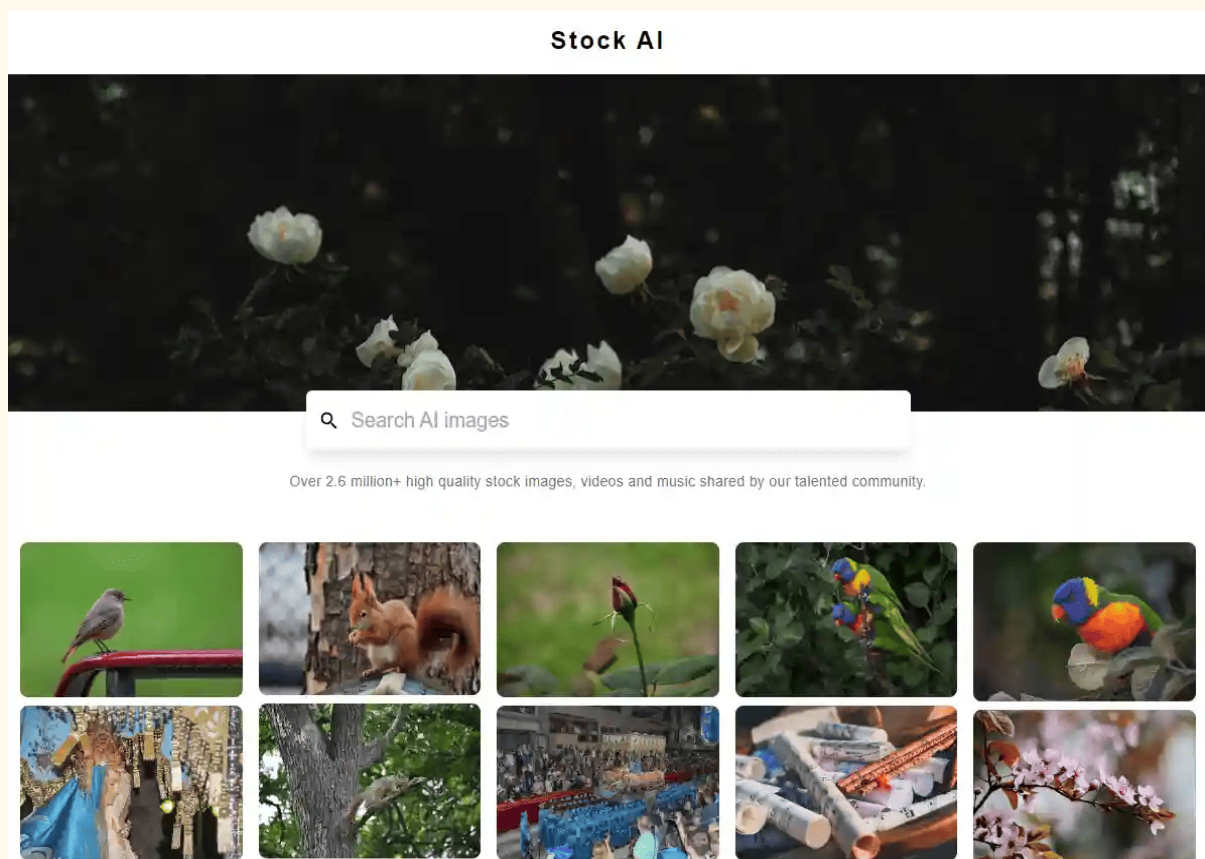 Stock AI
Search AI images
Over 2.6 million+ high quality stock images, videos and music shared by our talented community.